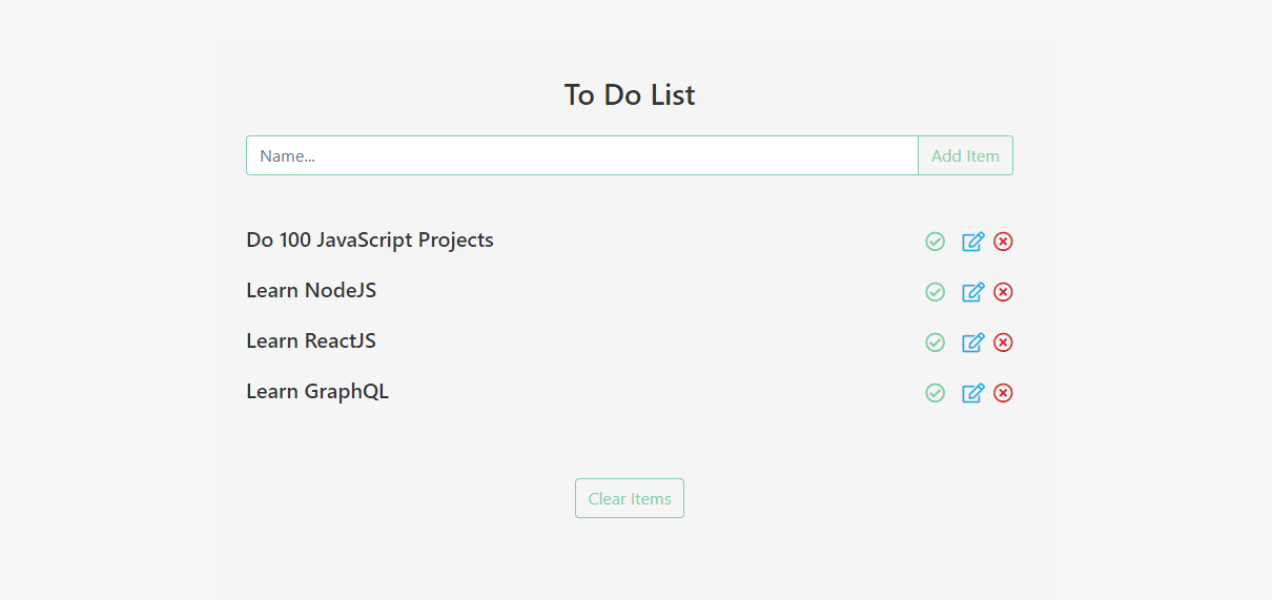 To Do List
Name...
Add Item
Do 100 JavaScript Projects
Learn NodeJS
Learn ReactJS
Learn GraphQL
Clear Items